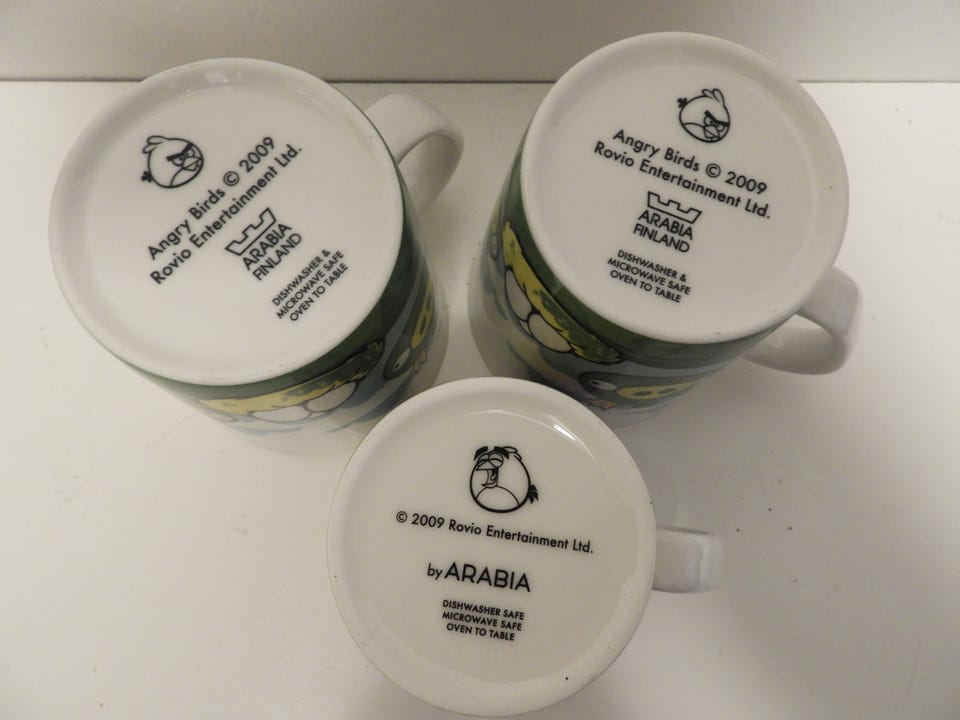 Angry Birds © 2009
Rovio Entertainment Ltd.
ARABIA
FINLAND
DISHWASHER &
MICROWAVE SAFE
OVEN TO TABLE
Angry Birds © 2009
Rovio Entertainment Ltd.
ARABIA
FINLAND
DISHWASHER &
MICROWAVE SAFE
OVEN TO TABLE
© 2009 Rovio Entertainment Ltd.
by ARABIA
DISHWASHER SAFE
MICROWAVE SAFE
OVEN TO TABLE